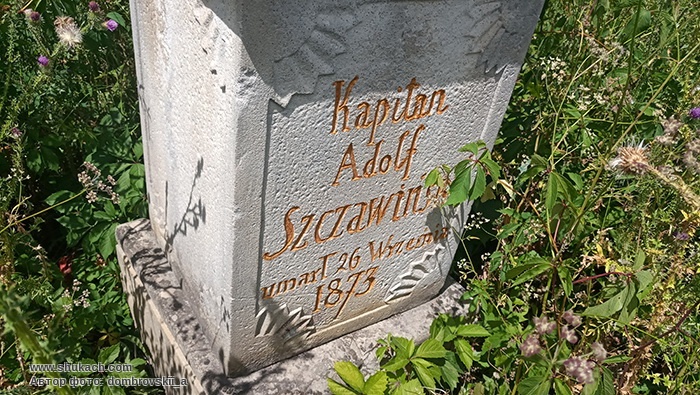 Kapitan
Adolf
Szczawiński
umarł 26 Września
1873
www.shukach.com
Автор фото: dombrovskii_a